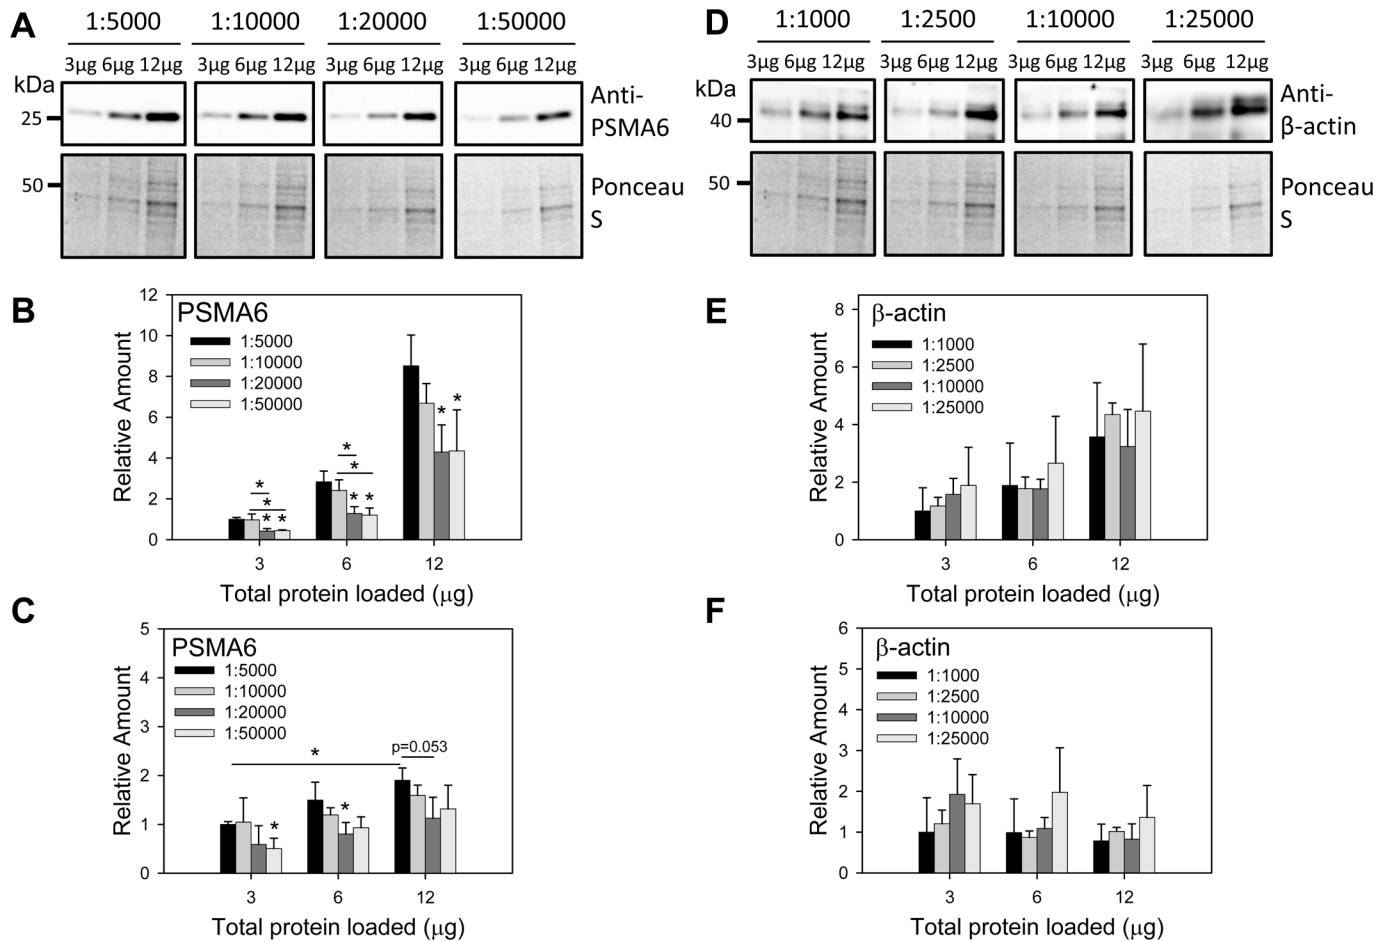 A
1:5000 1:10000 1:20000 1:50000
3µg 6µg 12µg 3µg 6µg 12µg 3µg 6µg 12µg 3µg 6µg 12µg
kDa
25
Anti-
PSMA6
50
Ponceau
S
B
PSMA6
1:5000
1:10000
1:20000
1:50000
Relative Amount
12
10
8
6
4
2
0
* * * *
* * * *
* *
3 6 12
Total protein loaded (µg)
C
PSMA6
1:5000
1:10000
1:20000
1:50000
Relative Amount
5
4
3
2
1
0
*
*
*
p=0.053
3 6 12
Total protein loaded (µg)
D
1:1000 1:2500 1:10000 1:25000
3µg 6µg 12µg 3µg 6µg 12µg 3µg 6µg 12µg 3µg 6µg 12µg
kDa
40
Anti-
β-actin
50
Ponceau
S
E
β-actin
1:1000
1:2500
1:10000
1:25000
Relative Amount
8
6
4
2
0
3 6 12
Total protein loaded (µg)
F
β-actin
1:1000
1:2500
1:10000
1:25000
Relative Amount
6
5
4
3
2
1
0
3 6 12
Total protein loaded (µg)